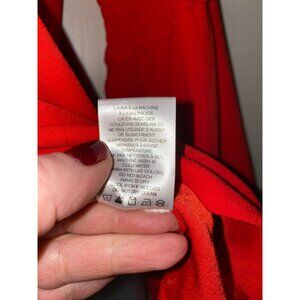 LAVER À LA MACHINE
À L'EAU FROIDE
LAVER AVEC DES
COULEURS SEMBLABLES
NE PAS UTILISER D'AGENT
DE BLANCHIMENT
SUSPENDRE POUR SÉCHER
REPASSER À BASSE
TEMPÉRATURE
NE PAS NETTOYER À SEC
MACHINE WASH IN
COLD WATER
WASH WITH LIKE COLORS
DO NOT BLEACH
HANG TO DRY
COOL IRON IF NEEDED
DO NOT DRY CLEAN